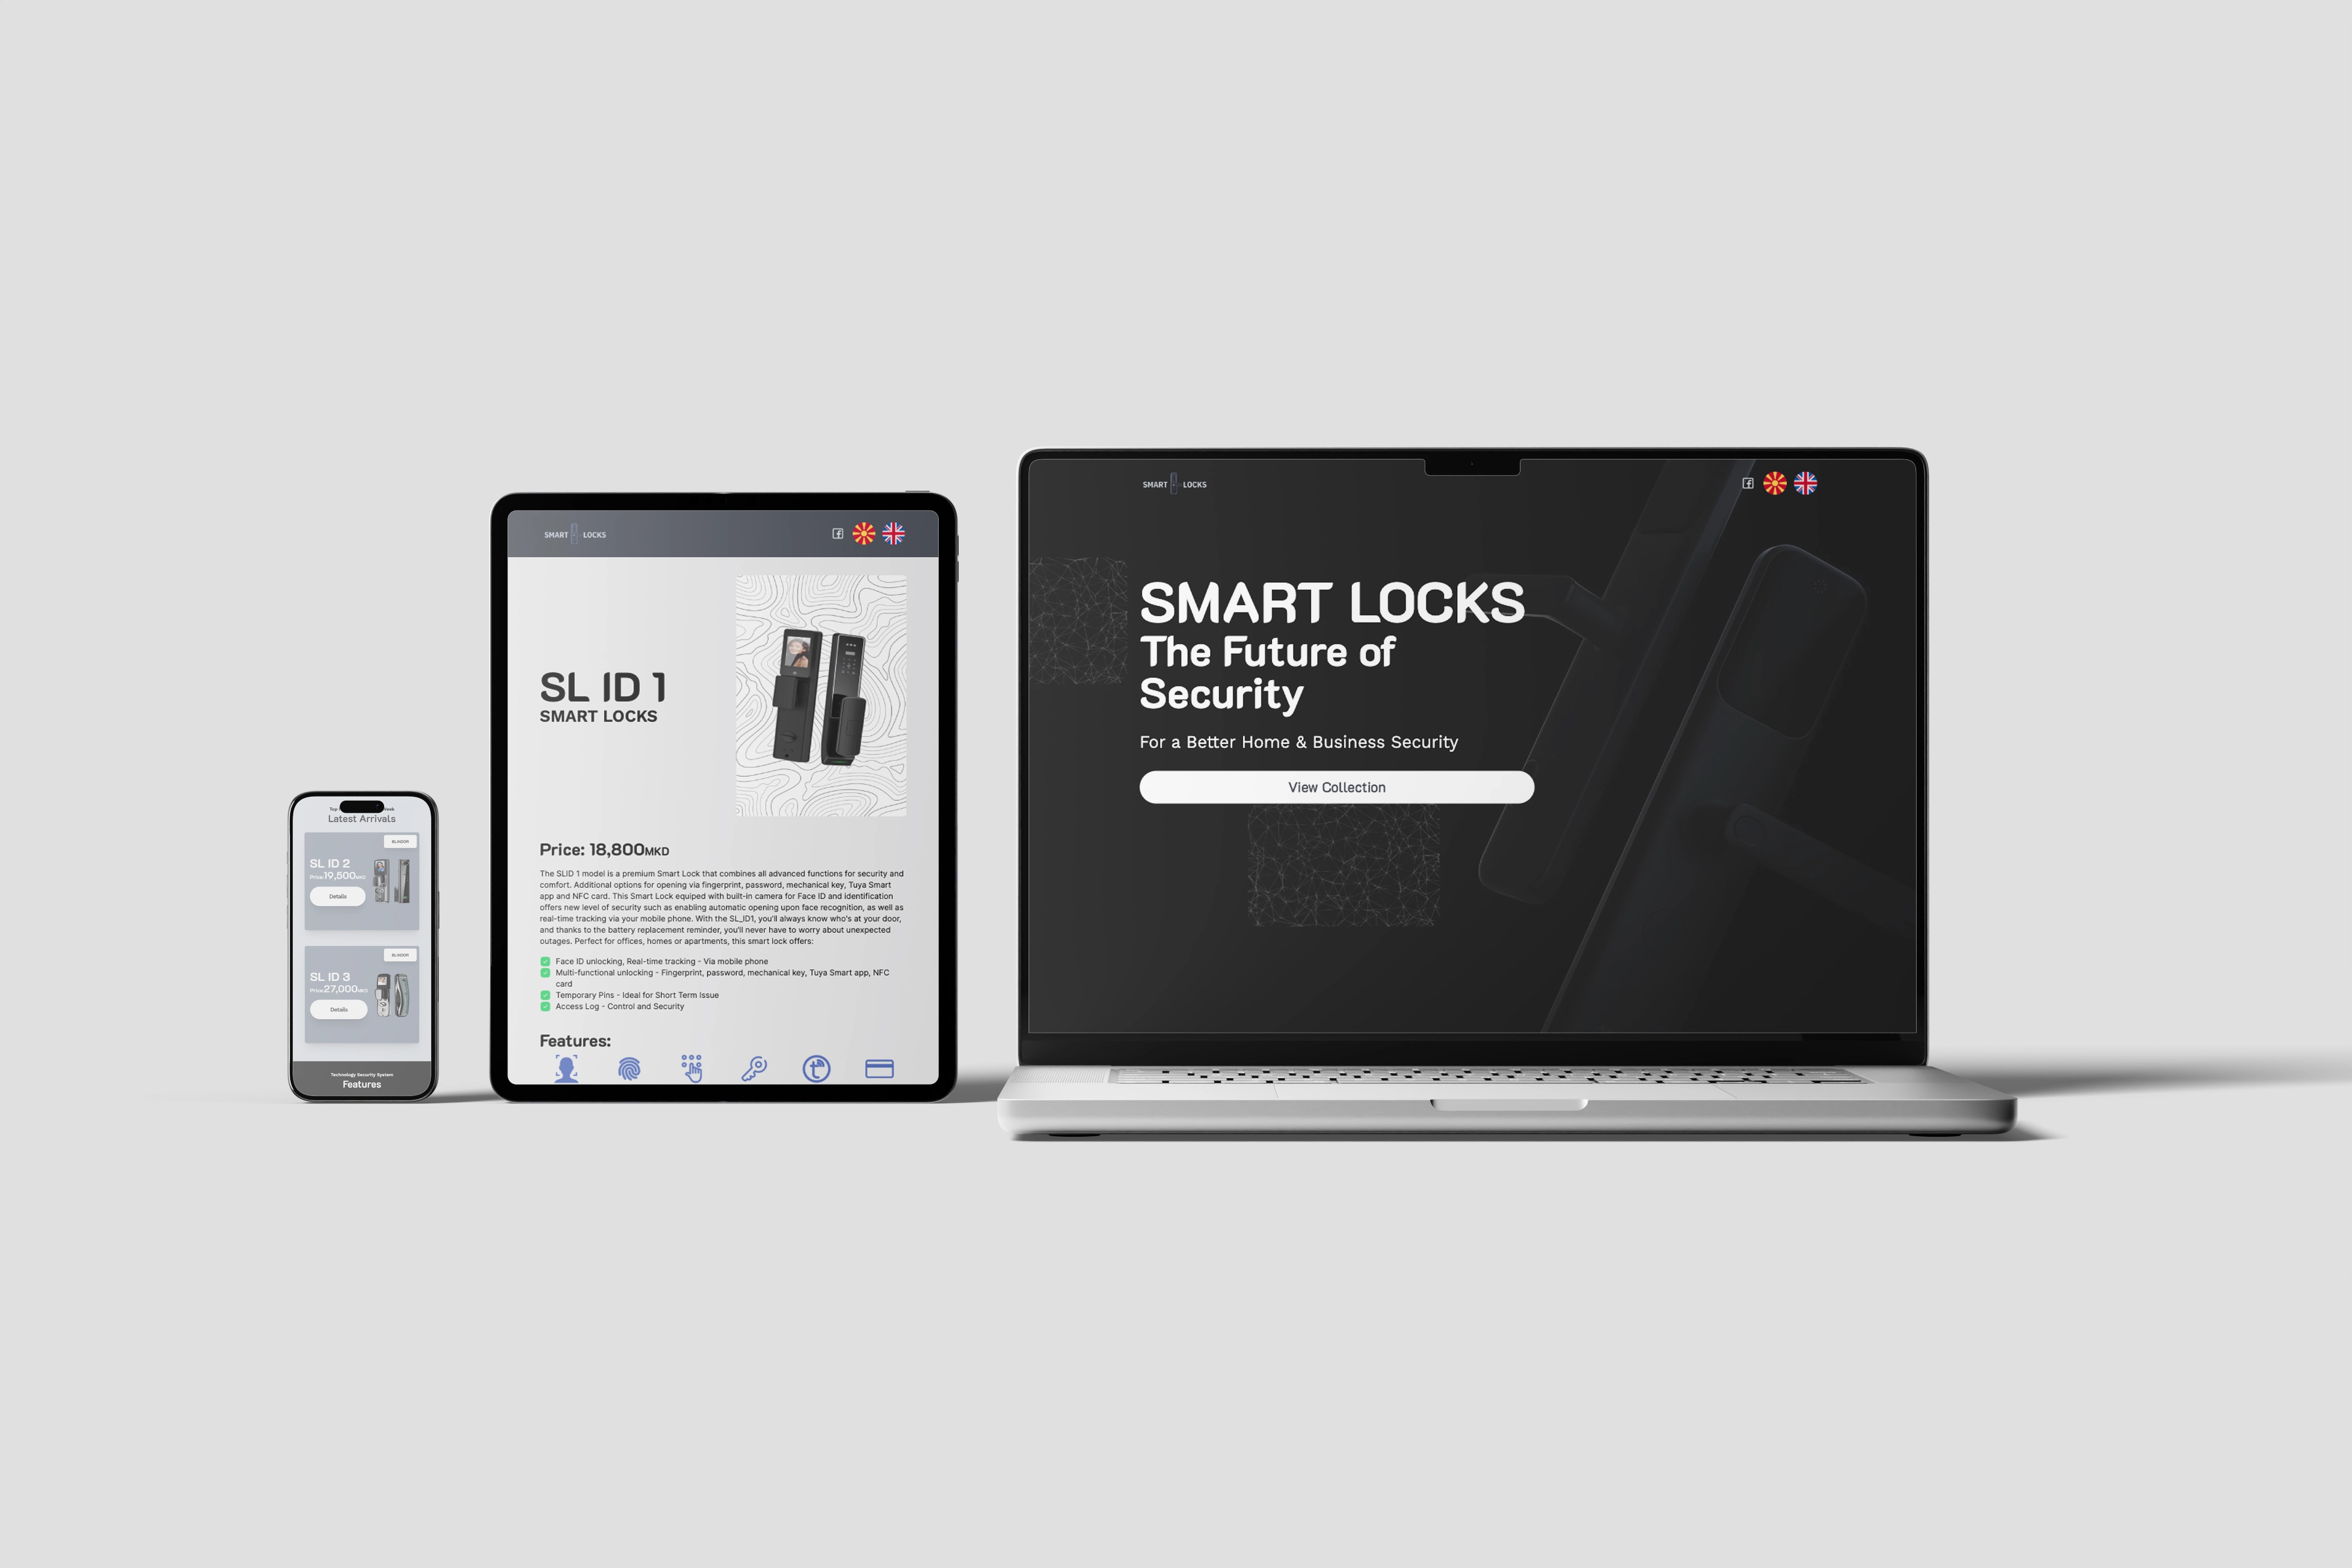 Latest Arrivals
SL ID 2
Price:19,500MKD
Details
SL ID 3
Price:27,000MKD
Details
Technology Security System
Features
SMART LOCKS
SL ID 1
SMART LOCKS
Price: 18,800MKD
The SLID 1 model is a premium Smart Lock that combines all advanced functions for security and
comfort. Additional options for opening via fingerprint, password, mechanical key, Tuya Smart
app and NFC card. This Smart Lock equiped with built-in camera for Face ID and identification
offers new level of security such as enabling automatic opening upon face recognition, as well as
real-time tracking via your mobile phone. With the SL_ID1, you'll always know who's at your door,
and thanks to the battery replacement reminder, you'll never have to worry about unexpected
outages. Perfect for offices, homes or apartments, this smart lock offers:
Face ID unlocking, Real-time tracking - Via mobile phone
Multi-functional unlocking - Fingerprint, password, mechanical key, Tuya Smart app, NFC
card
Temporary Pins - Ideal for Short Term Issue
Access Log - Control and Security
Features:
SMART LOCKS
SMART LOCKS
The Future of
Security
For a Better Home & Business Security
View Collection